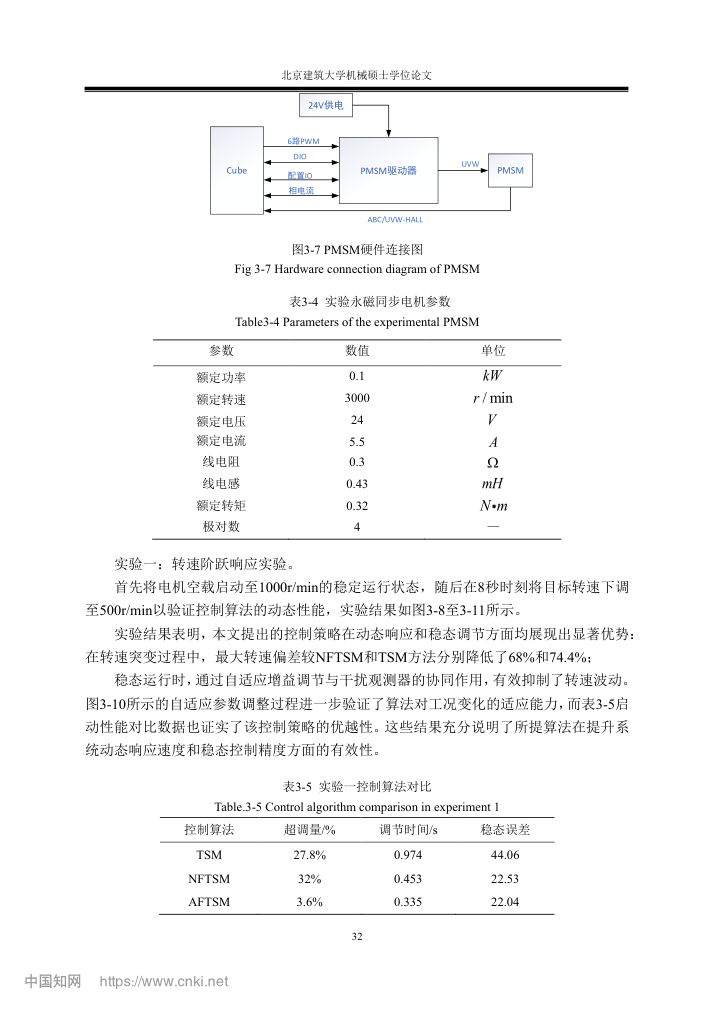 北京建筑大学机械硕士学位论文
24V供电
6路PWM
DIO
Cube
配置IO
相电流
PMSM驱动器
UVW
PMSM
ABC/UVW-HALL
图3-7 PMSM硬件连接图
Fig 3-7 Hardware connection diagram of PMSM
表3-4 实验永磁同步电机参数
Table3-4 Parameters of the experimental PMSM
参数 数值 单位
额定功率 0.1 kW
额定转速 3000 r / min
额定电压 24 V
额定电流 5.5 A
线电阻 0.3 Ω
线电感 0.43 mH
额定转矩 0.32 N•m
极对数 4 —
实验一：转速阶跃响应实验。
首先将电机空载启动至1000r/min的稳定运行状态，随后在8秒时刻将目标转速下调
至500r/min以验证控制算法的动态性能，实验结果如图3-8至3-11所示。
实验结果表明，本文提出的控制策略在动态响应和稳态调节方面均展现出显著优势：
在转速突变过程中，最大转速偏差较NFTSM和TSM方法分别降低了68%和74.4%；
稳态运行时，通过自适应增益调节与干扰观测器的协同作用，有效抑制了转速波动。
图3-10所示的自适应参数调整过程进一步验证了算法对工况变化的适应能力，而表3-5启
动性能对比数据也证实了该控制策略的优越性。这些结果充分说明了所提算法在提升系
统动态响应速度和稳态控制精度方面的有效性。
表3-5 实验一控制算法对比
Table.3-5 Control algorithm comparison in experiment 1
控制算法 超调量/% 调节时间/s 稳态误差
TSM 27.8% 0.974 44.06
NFTSM 32% 0.453 22.53
AFTSM 3.6% 0.335 22.04
32
中国知网 https://www.cnki.net